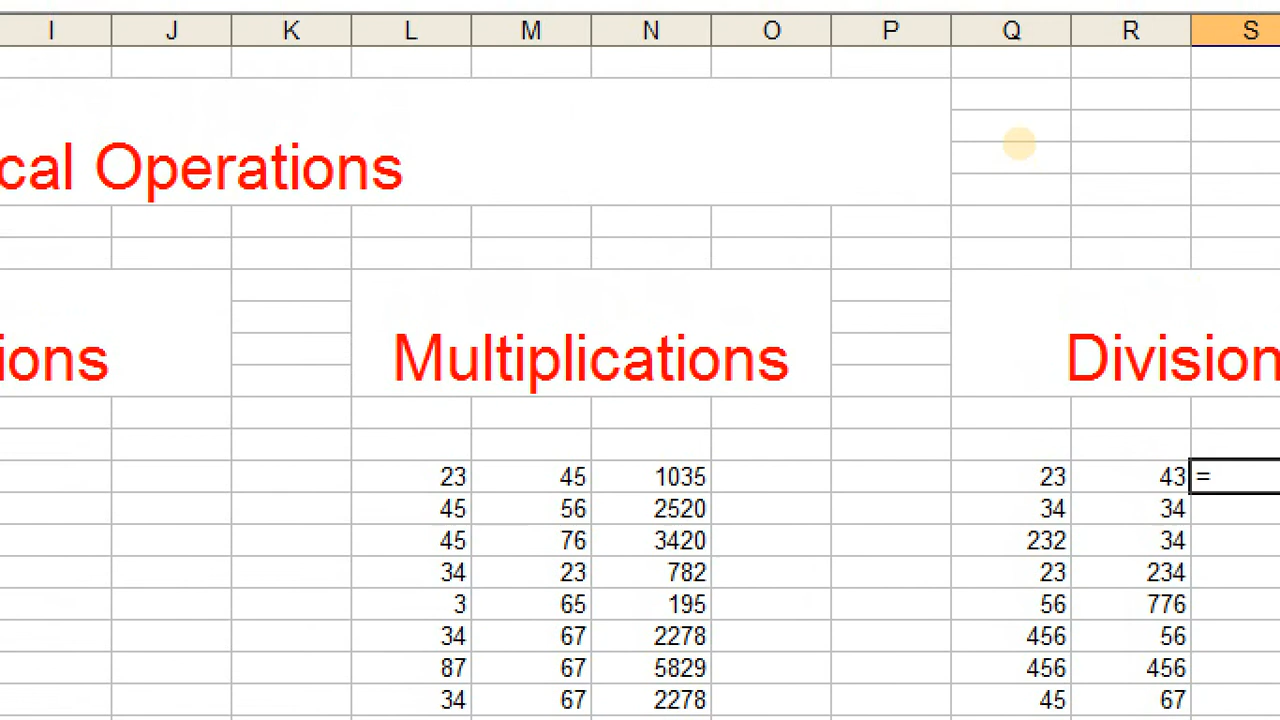 I J K L M N O P Q R S
cal Operations
ions Multiplications Division
23 45 1035 23 43 =
45 56 2520 34 34
45 76 3420 232 34
34 23 782 23 234
3 65 195 56 776
34 67 2278 456 56
87 67 5829 456 456
34 67 2278 45 67